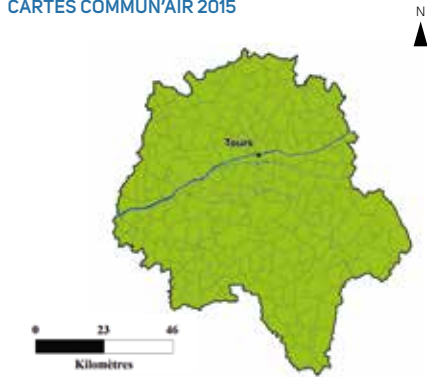 CARTES COMMUN'AIR 2015
N
Tours
0 23 46
Kilomètres